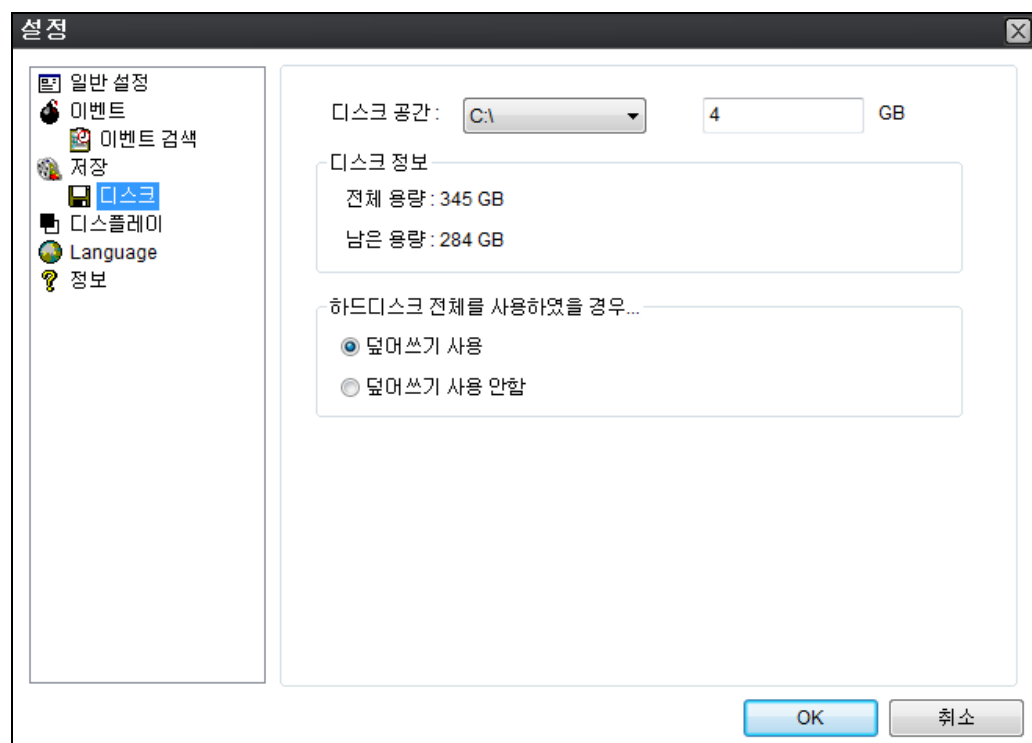 설정
일반 설정
이벤트
이벤트 검색
저장
디스크
디스플레이
Language
정보
디스크 공간 : C:\ 4 GB
디스크 정보
전체 용량 : 345 GB
남은 용량 : 284 GB
하드디스크 전체를 사용하였을 경우...
덮어쓰기 사용
덮어쓰기 사용 안함
OK 취소